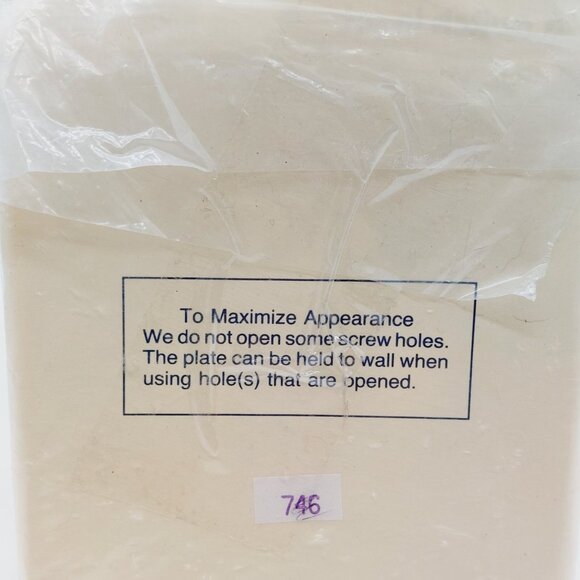 To Maximize Appearance
We do not open some screw holes.
The plate can be held to wall when
using hole(s) that are opened.
746